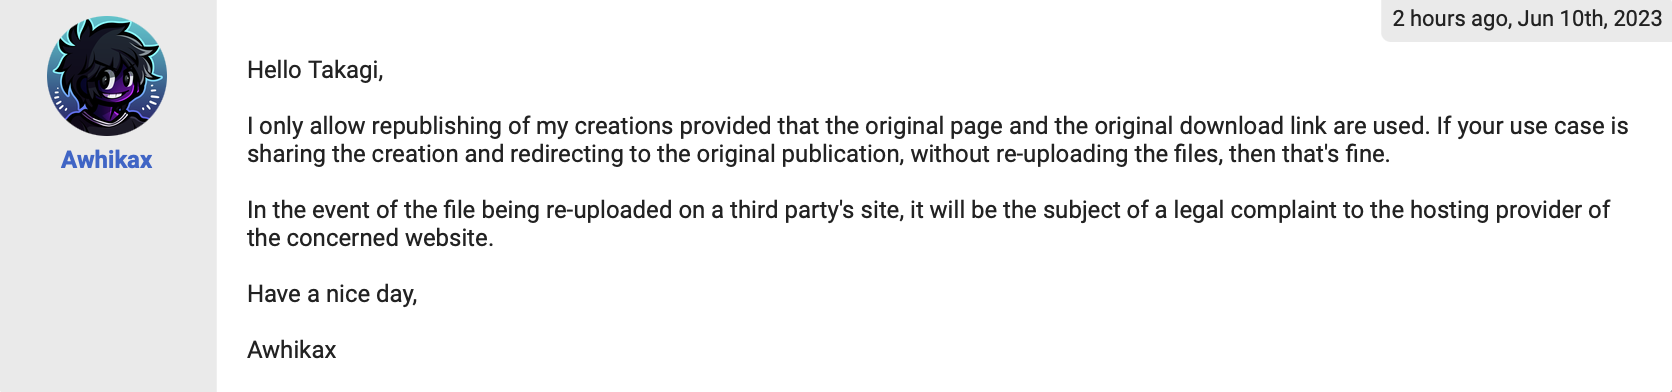 2 hours ago, Jun 10th, 2023
Awhikax
Hello Takagi,
I only allow republishing of my creations provided that the original page and the original download link are used. If your use case is
sharing the creation and redirecting to the original publication, without re-uploading the files, then that's fine.
In the event of the file being re-uploaded on a third party's site, it will be the subject of a legal complaint to the hosting provider of
the concerned website.
Have a nice day,
Awhikax